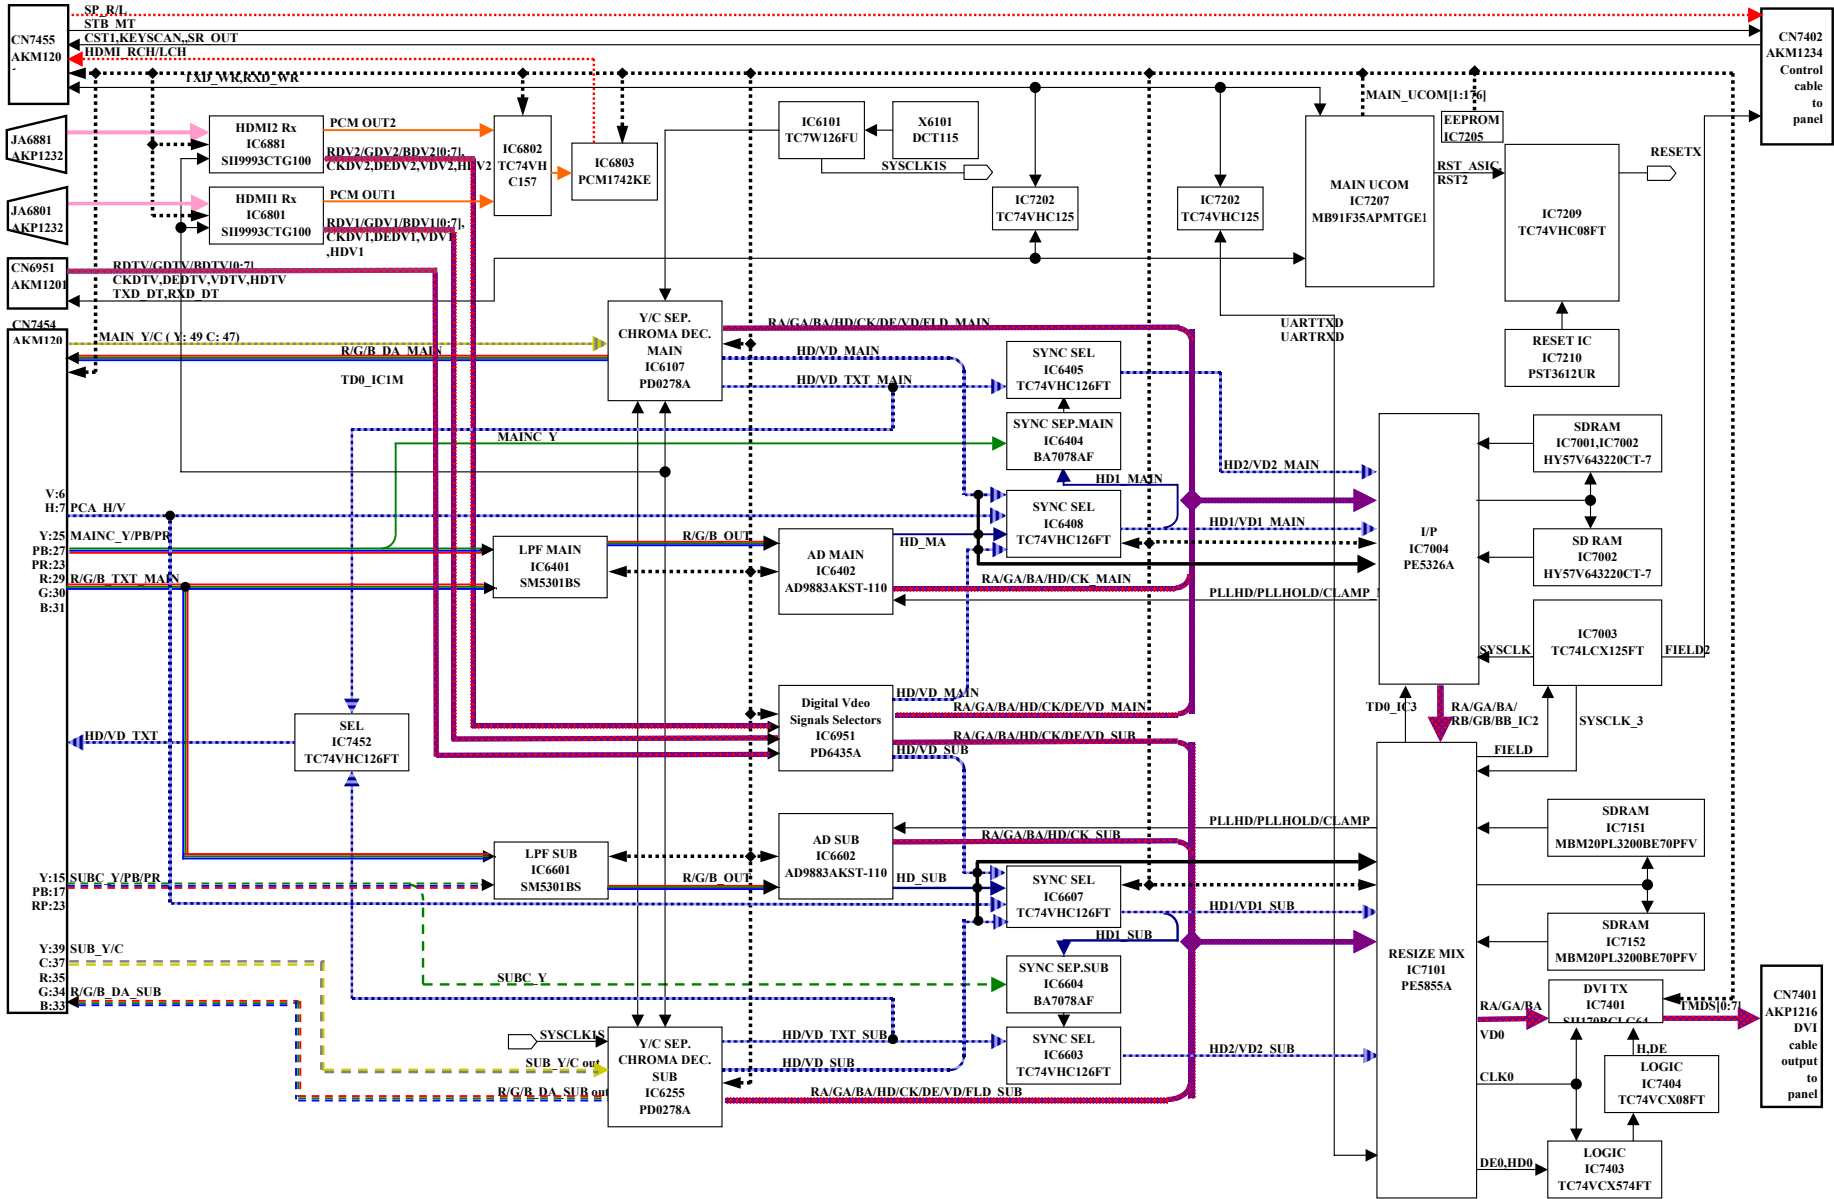 SP_R/L
STB_MT
CST1,KEYSCAN,,SR_OUT
HDMI_RCH/LCH
TXD_WR,RXD_WR
CN7455
AKM120
CN7402
AKM1234
Control
cable
to
panel
JA6881
AKP1232
JA6801
AKP1232
CN6951
AKM1201
HDMI2 Rx
IC6881
SII9993CTG100
PCM OUT2
RDV2/GDV2/BDV2[0:7],
CKDV2,DEDV2,VDV2,HDV2
HDMI1 Rx
IC6801
SII9993CTG100
PCM OUT1
RDV1/GDV1/BDV1[0:7],
CKDV1,DEDV1,VDV1
,HDV1
IC6802
TC74VH
C157
IC6803
PCM1742KE
IC6101
TC7W126FU
X6101
DCT115
SYSCLK1S
IC7202
TC74VHC125
IC7202
TC74VHC125
MAIN_UCOM[1:176]
MAIN UCOM
IC7207
MB91F35APMTGE1
EEPROM
IC7205
RST_ASIC,
RST2
IC7209
TC74VHC08FT
RESETX
RESET IC
IC7210
PST3612UR
UARTTXD
UARTRXD
RDTV/GDTV/BDTV[0:7]
CKDTV,DEDTV,VDTV,HDTV
TXD_DT,RXD_DT
CN7454
AKM120
MAIN_Y/C ( Y: 49 C: 47)
R/G/B_DA_MAIN
TD0_IC1M
Y/C SEP.
CHROMA DEC.
MAIN
IC6107
PD0278A
RA/GA/BA/HD/CK/DE/VD/FLD_MAIN
HD/VD_MAIN
HD/VD_TXT_MAIN
SYNC SEL
IC6405
TC74VHC126FT
SYNC SEP.MAIN
IC6404
BA7078AF
MAINC_Y
HD1_MAIN
HD2/VD2_MAIN
SYNC SEL
IC6408
TC74VHC126FT
HD1/VD1_MAIN
V:6
H:7
PCA_H/V
Y:25
PB:27
PR:23
MAINC_Y/PB/PR
R:29
G:30
B:31
R/G/B_TXT_MAIN
LPF MAIN
IC6401
SM5301BS
R/G/B_OUT
AD MAIN
IC6402
AD9883AKST-110
HD_MA
RA/GA/BA/HD/CK_MAIN
PLLHD/PLLHOLD/CLAMP_
I/P
IC7004
PE5326A
SDRAM
IC7001,IC7002
HY57V643220CT-7
SD RAM
IC7002
HY57V643220CT-7
IC7003
TC74LCX125FT
SYSCLK
FIELD2
SYSCLK_3
FIELD
TD0_IC3
RA/GA/BA/
RB/GB/BB_IC2
SEL
IC7452
TC74VHC126FT
HD/VD_TXT
Digital Vdeo
Signals Selectors
IC6951
PD6435A
HD/VD_MAIN
RA/GA/BA/HD/CK/DE/VD_MAIN
RA/GA/BA/HD/CK/DE/VD_SUB
HD/VD_SUB
LPF SUB
IC6601
SM5301BS
R/G/B_OUT
AD SUB
IC6602
AD9883AKST-110
HD_SUB
RA/GA/BA/HD/CK_SUB
PLLHD/PLLHOLD/CLAMP_
SYNC SEL
IC6607
TC74VHC126FT
HD1/VD1_SUB
HD1_SUB
SYNC SEP.SUB
IC6604
BA7078AF
SYNC SEL
IC6603
TC74VHC126FT
HD2/VD2_SUB
Y:15
PB:17
RP:23
SUBC_Y/PB/PR
Y:39
C:37
SUB_Y/C
R:35
G:34
B:33
R/G/B_DA_SUB
SUBC_Y
SYSCLK1S
SUB_Y/C out
R/G/B_DA_SUB out
Y/C SEP.
CHROMA DEC.
SUB
IC6255
PD0278A
HD/VD_TXT_SUB
HD/VD_SUB
RA/GA/BA/HD/CK/DE/VD/FLD_SUB
RESIZE MIX
IC7101
PE5855A
SDRAM
IC7151
MBM20PL3200BE70PFV
SDRAM
IC7152
MBM20PL3200BE70PFV
RA/GA/BA
VD0
CLK0
DE0,HD0
DVI TX
IC7401
TMDS[0:7]
H,DE
LOGIC
IC7404
TC74VCX08FT
LOGIC
IC7403
TC74VCX574FT
CN7401
AKP1216
DVI
cable
output
to
panel